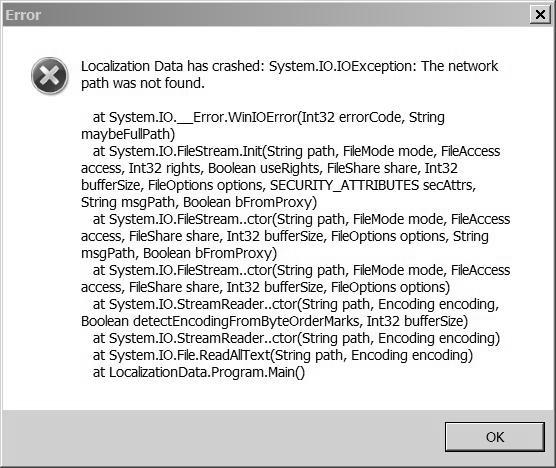 Error
Localization Data has crashed: System.IO.IOException: The network
path was not found.
at System.IO.__Error.WinIOError(Int32 errorCode, String
maybeFullPath)
at System.IO.FileStream.Init(String path, FileMode mode, FileAccess
access, Int32 rights, Boolean useRights, FileShare share, Int32
bufferSize, FileOptions options, SECURITY_ATTRIBUTES secAttrs,
String msgPath, Boolean bFromProxy)
at System.IO.FileStream..ctor(String path, FileMode mode, FileAccess
access, FileShare share, Int32 bufferSize, FileOptions options, String
msgPath, Boolean bFromProxy)
at System.IO.FileStream..ctor(String path, FileMode mode, FileAccess
access, FileShare share, Int32 bufferSize, FileOptions options)
at System.IO.StreamReader..ctor(String path, Encoding encoding,
Boolean detectEncodingFromByteOrderMarks, Int32 bufferSize)
at System.IO.StreamReader..ctor(String path, Encoding encoding)
at System.IO.File.ReadAllText(String path, Encoding encoding)
at LocalizationData.Program.Main()
OK